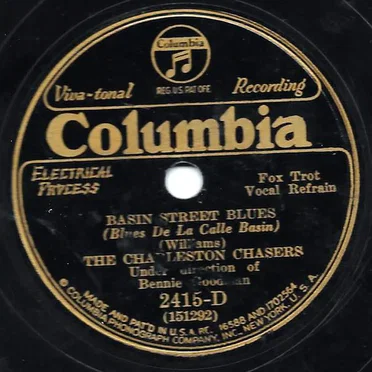 Columbia
REG. U.S. PAT. OFF.
Viva-tonal Recording
Columbia
ELECTRICAL
PROCESS
Fox Trot
Vocal Refrain
BASIN STREET BLUES
(Blues De La Calle Basin)
(Williams)
THE CHARLESTON CHASERS
Under direction of
Bennie Goodman
2415-D
(151292)
MADE AND PAT'D IN U.S.A. RE. 16588 AND 1702564
© COLUMBIA PHONOGRAPH COMPANY, INC., NEW YORK, U.S.A.